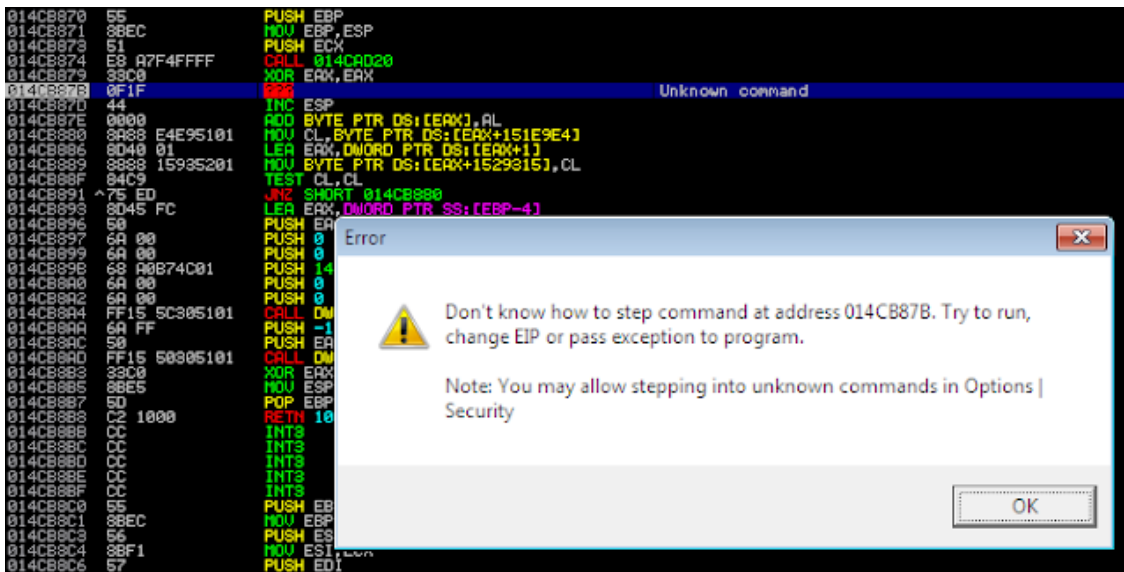 014CB870 55 PUSH EBP
014CB871 8BEC MOV EBP,ESP
014CB873 51 PUSH ECX
014CB874 E8 A7F4FFFF CALL 014CAD20
014CB879 33C0 XOR EAX,EAX
014CB87B 0F1F ??? Unknown command
014CB87D 44 INC ESP
014CB87E 0000 ADD BYTE PTR DS:[EAX],AL
014CB880 8A88 E4E95101 MOV CL,BYTE PTR DS:[EAX+151E9E4]
014CB886 8D40 01 LEA EAX,DWORD PTR DS:[EAX+1]
014CB889 8888 15935201 MOV BYTE PTR DS:[EAX+1529315],CL
014CB88F 84C9 TEST CL,CL
014CB891 ^75 ED JNZ SHORT 014CB880
014CB893 8D45 FC LEA EAX,DWORD PTR SS:[EBP-4]
014CB896 50 PUSH EA
014CB897 6A 00 PUSH 0
014CB899 6A 00 PUSH 0
014CB89B 68 A0B74C01 PUSH 14
014CB8A0 6A 00 PUSH 0
014CB8A2 6A 00 PUSH 0
014CB8A4 FF15 5C305101 CALL DW
014CB8AA 6A FF PUSH -1
014CB8AC 50 PUSH EA
014CB8AD FF15 50305101 CALL DW
014CB8B3 33C0 XOR EAX
014CB8B5 8BE5 MOV ESP
014CB8B7 5D POP EBP
014CB8B8 C2 1000 RETN 10
014CB8BB CC INT3
014CB8BC CC INT3
014CB8BD CC INT3
014CB8BE CC INT3
014CB8BF CC INT3
014CB8C0 55 PUSH EB
014CB8C1 8BEC MOV EBP
014CB8C3 56 PUSH ES
014CB8C4 8BF1 MOV ESI,ECX
014CB8C6 57 PUSH EDI
Error
Don't know how to step command at address 014CB87B. Try to run,
change EIP or pass exception to program.
Note: You may allow stepping into unknown commands in Options |
Security
OK